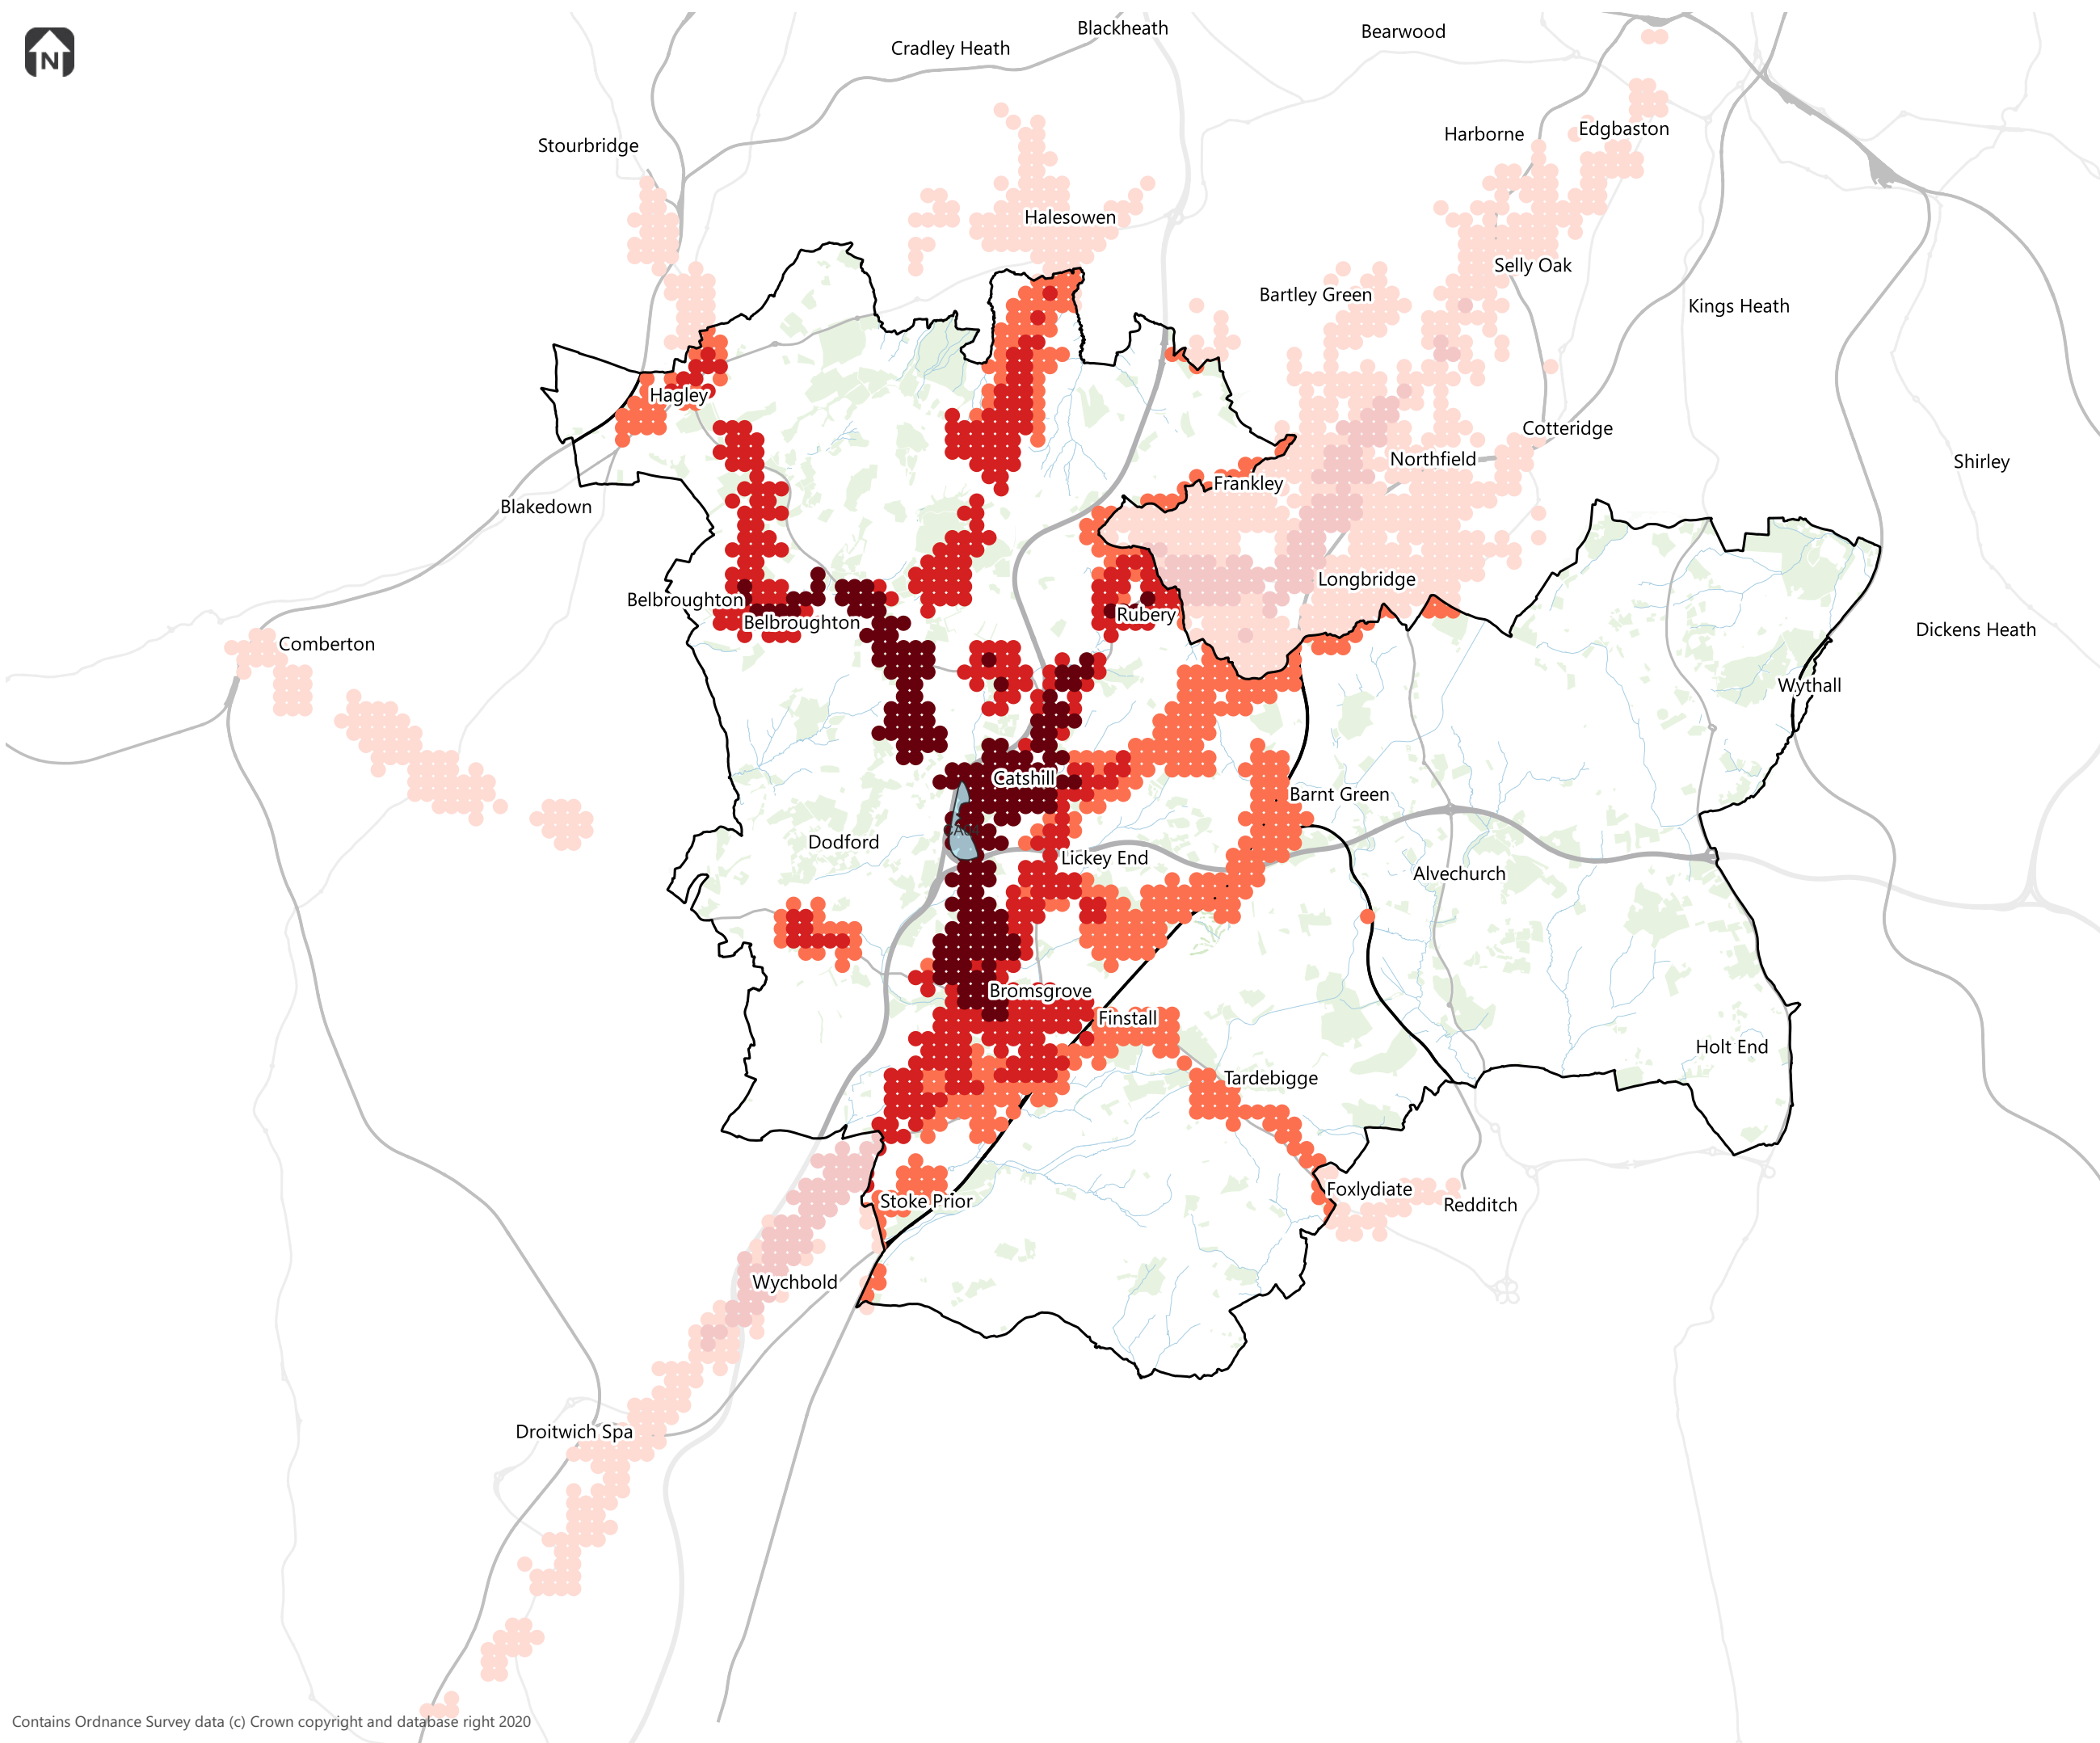 N
Blackheath
Bearwood
Cradley Heath
Stourbridge
Harborne
Edgbaston
Halesowen
Selly Oak
Bartley Green
Kings Heath
Hagley
Cotteridge
Northfield
Shirley
Frankley
Blakedown
Longbridge
Belbroughton
Rubery
Belbroughton
Dickens Heath
Comberton
Wythall
Catshill
Barnt Green
Dodford
Lickey End
Alvechurch
Bromsgrove
Finstall
Holt End
Tardebigge
Foxlydiate
Stoke Prior
Redditch
Wychbold
Droitwich Spa
Contains Ordnance Survey data (c) Crown copyright and database right 2020